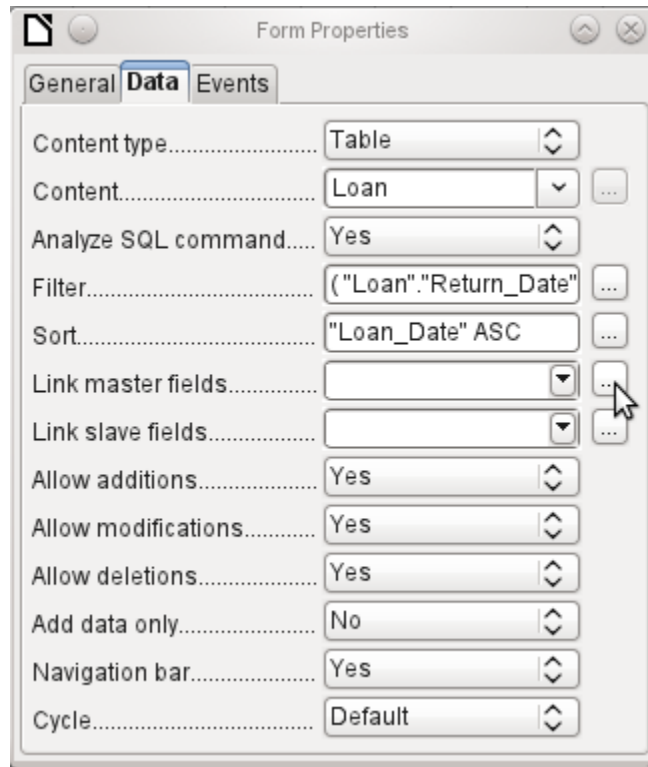 Form Properties
General Data Events
Content type........................ Table
Content................................ Loan ...
Analyze SQL command..... Yes
Filter.................................... ("Loan"."Return_Date" ...
Sort...................................... "Loan_Date" ASC ...
Link master fields................. ...
Link slave fields................... ...
Allow additions..................... Yes
Allow modifications............ Yes
Allow deletions..................... Yes
Add data only....................... No
Navigation bar..................... Yes
Cycle.................................... Default